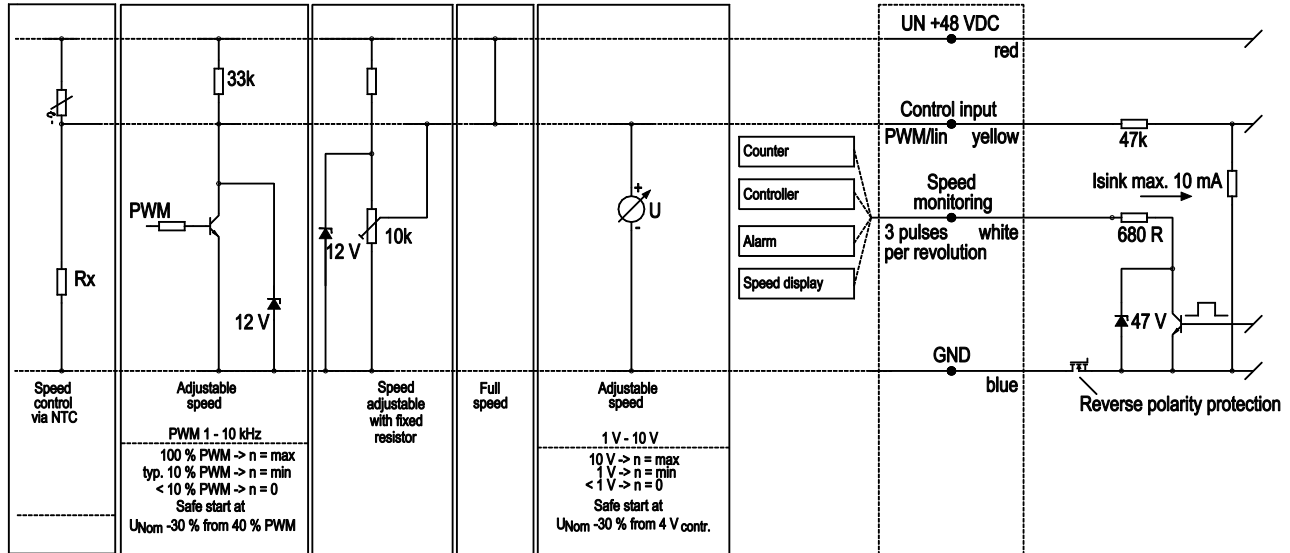 UN +48 VDC
red
33k
Control input
PWM/lin yellow
47k
Counter
Isink max. 10 mA
Controller
Speed
monitoring
PWM
+
U
-
10k
12 V
3 pulses white
per revolution
680 R
Alarm
Rx
Speed display
12 V
47 V
GND
blue
Reverse polarity protection
Speed
control
via NTC
Adjustable
speed
PWM 1 - 10 kHz
100 % PWM -> n = max
typ. 10 % PWM -> n = min
< 10 % PWM -> n = 0
Safe start at
UNom -30 % from 40 % PWM
Speed
adjustable
with fixed
resistor
Full
speed
Adjustable
speed
1 V - 10 V
10 V -> n = max
1 V -> n = min
< 1 V -> n = 0
Safe start at
UNom -30 % from 4 Vcontr.